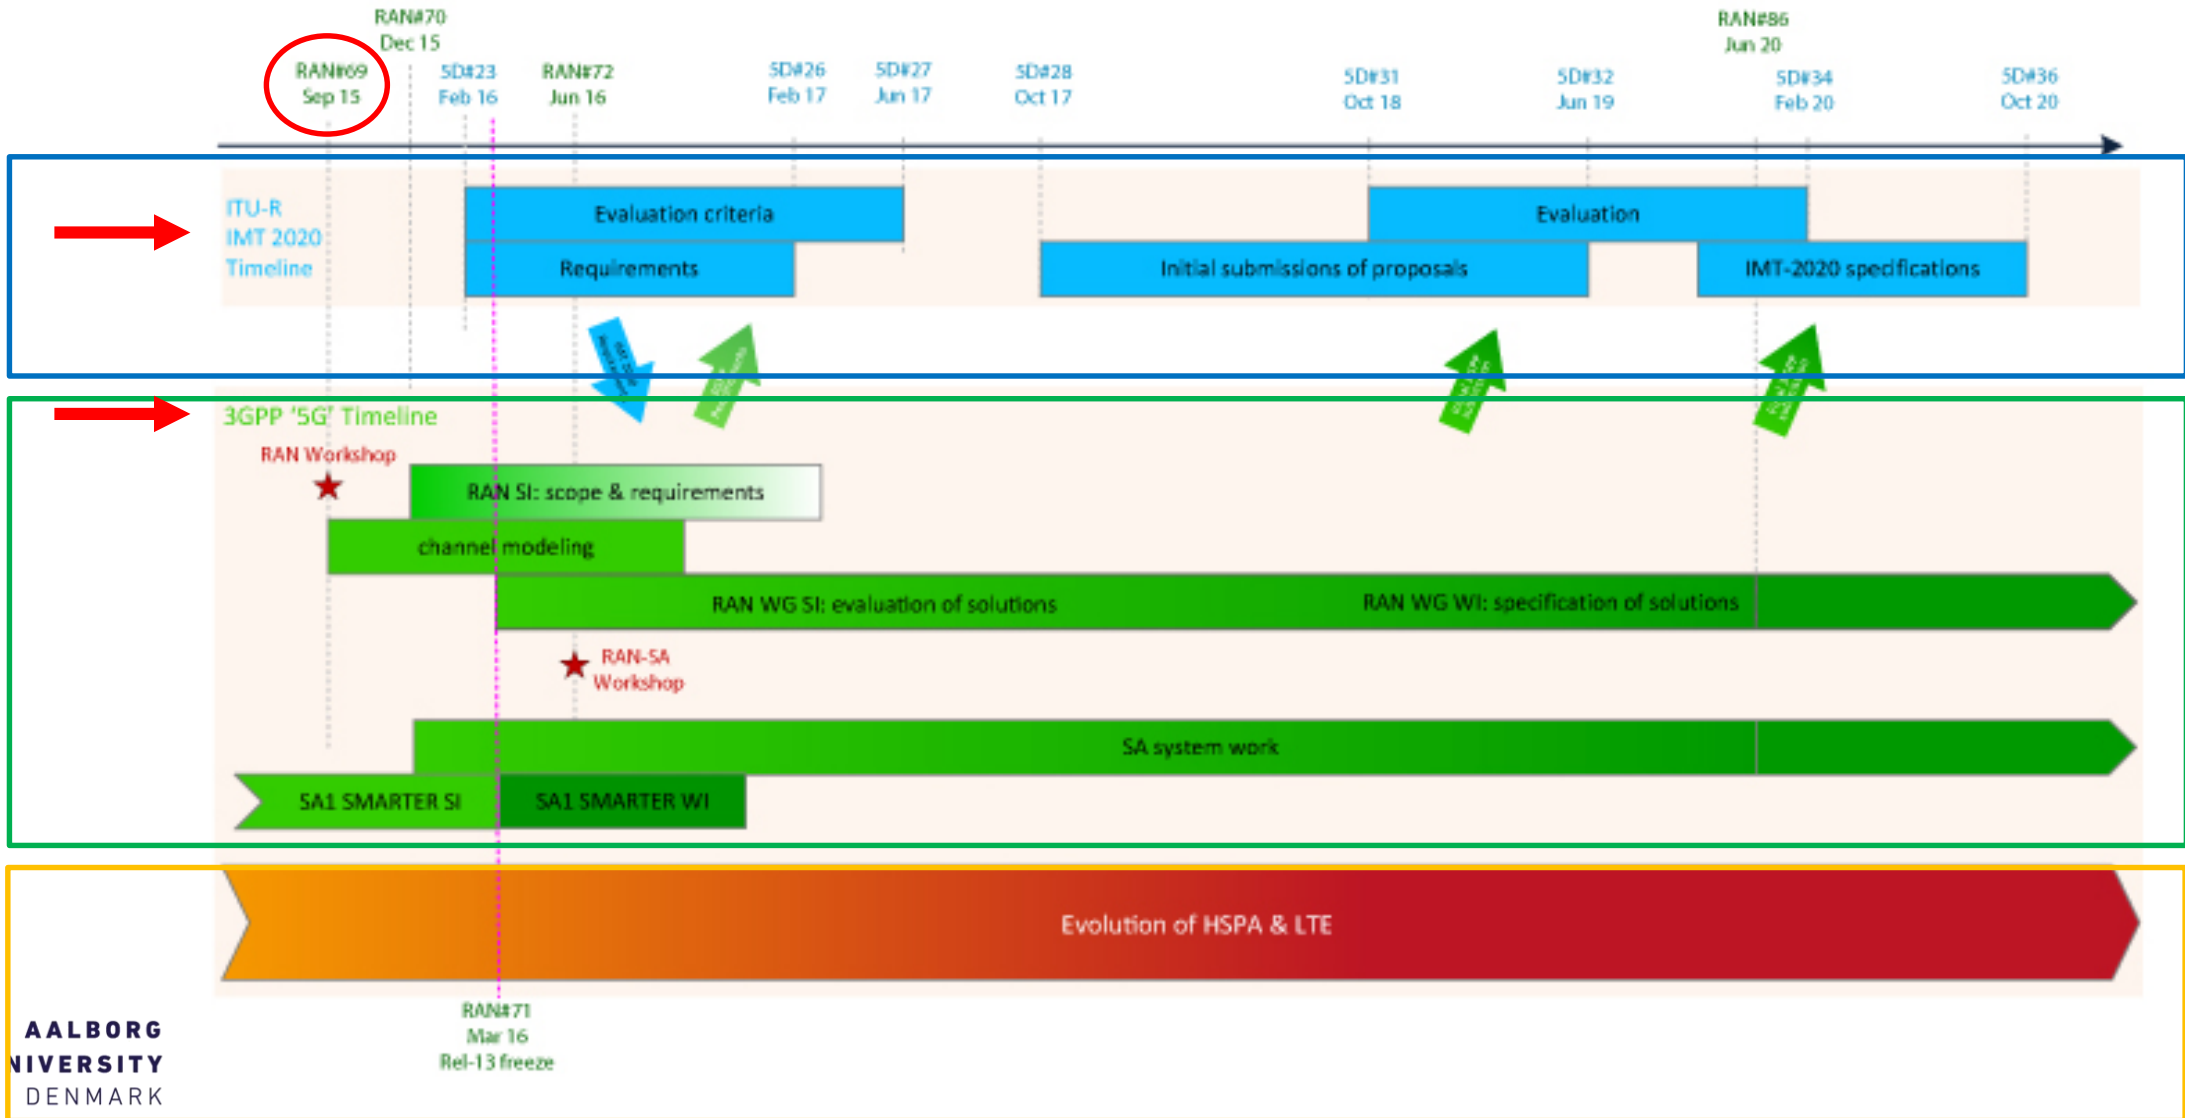 RAN#70
Dec 15
RAN#86
Jun 20
RAN#69
Sep 15
5D#23
Feb 16
RAN#72
Jun 16
5D#26
Feb 17
5D#27
Jun 17
5D#28
Oct 17
5D#31
Oct 18
5D#32
Jun 19
5D#34
Feb 20
5D#36
Oct 20
ITU-R
IMT 2020
Timeline
Evaluation criteria
Requirements
Evaluation
Initial submissions of proposals
IMT-2020 specifications
3GPP '5G' Timeline
RAN Workshop
RAN SI: scope & requirements
channel modeling
RAN WG SI: evaluation of solutions
RAN WG WI: specification of solutions
RAN-SA
Workshop
SA system work
SA1 SMARTER SI
SA1 SMARTER WI
Evolution of HSPA & LTE
RAN#71
Mar 16
Rel-13 freeze
AALBORG
NIVERSITY
DENMARK